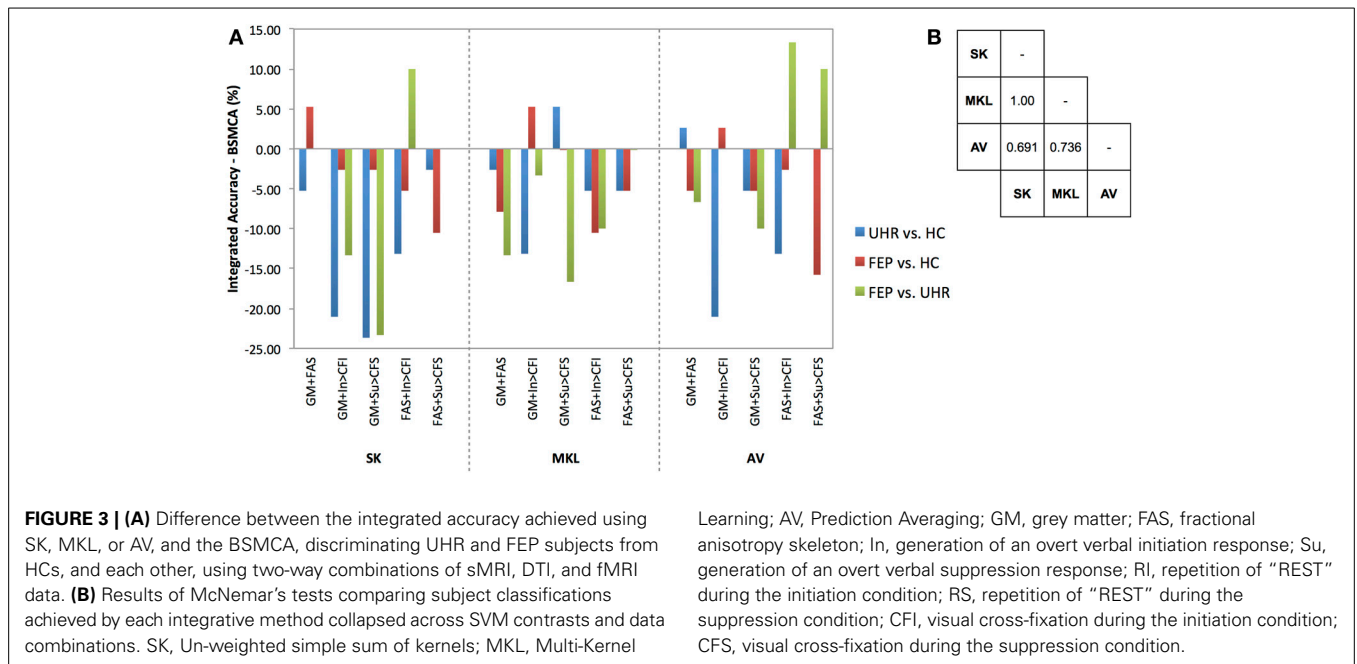 A
Integrated Accuracy - BSMCA (%)
15.00
10.00
5.00
0.00
-5.00
-10.00
-15.00
-20.00
-25.00
GM+FAS
GM+In>CFI
GM+Su>CFS
FAS+In>CFI
FAS+Su>CFS
GM+FAS
GM+In>CFI
GM+Su>CFS
FAS+In>CFI
FAS+Su>CFS
GM+FAS
GM+In>CFI
GM+Su>CFS
FAS+In>CFI
FAS+Su>CFS
SK MKL AV
UHR vs. HC
FEP vs. HC
FEP vs. UHR
B
SK -
MKL 1.00 -
AV 0.691 0.736 -
SK MKL AV
FIGURE 3 | (A) Difference between the integrated accuracy achieved using
SK, MKL, or AV, and the BSMCA, discriminating UHR and FEP subjects from
HCs, and each other, using two-way combinations of sMRI, DTI, and fMRI
data. (B) Results of McNemar's tests comparing subject classifications
achieved by each integrative method collapsed across SVM contrasts and data
combinations. SK, Un-weighted simple sum of kernels; MKL, Multi-Kernel
Learning; AV, Prediction Averaging; GM, grey matter; FAS, fractional
anisotropy skeleton; In, generation of an overt verbal initiation response; Su,
generation of an overt verbal suppression response; RI, repetition of "REST"
during the initiation condition; RS, repetition of "REST" during the
suppression condition; CFI, visual cross-fixation during the initiation condition;
CFS, visual cross-fixation during the suppression condition.